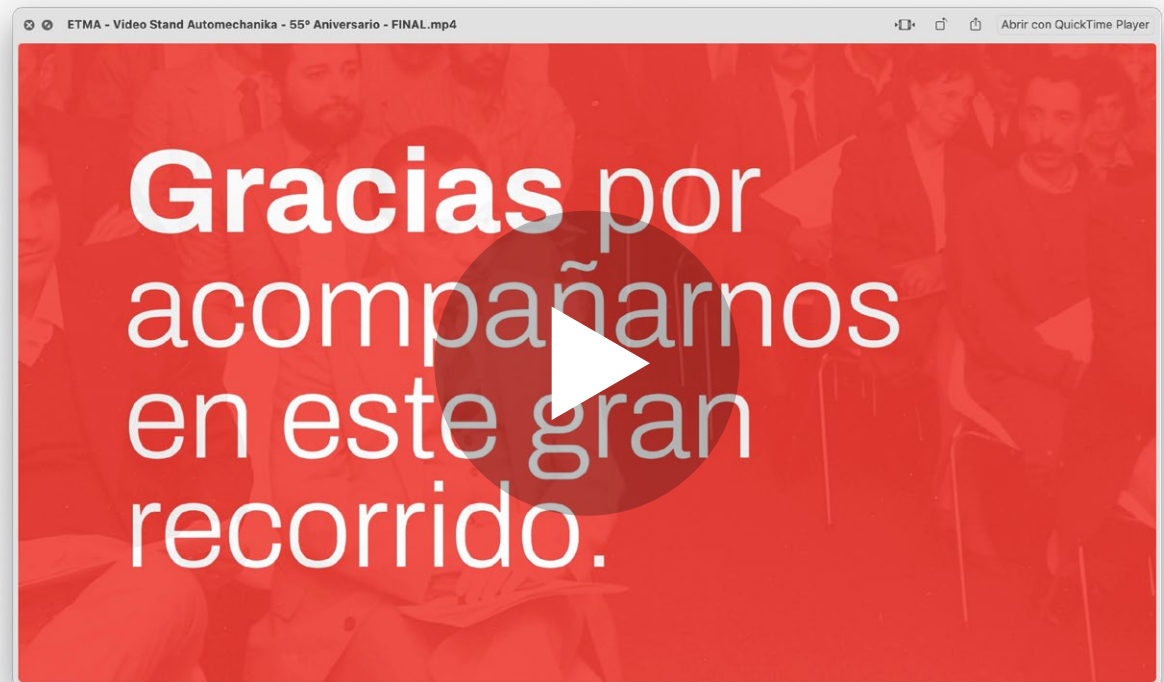 ETMA - Video Stand Automechanika - 55º Aniversario - FINAL.mp4
Abrir con QuickTime Player
Gracias por
acompañarnos
en este gran
recorrido.